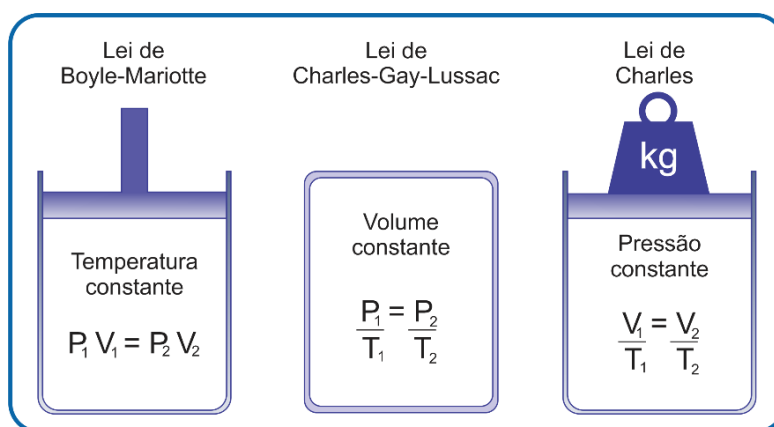 Lei de
Boyle-Mariotte
Temperatura
constante
P₁ V₁ = P₂ V₂
Lei de
Charles-Gay-Lussac
Volume
constante
P₁ = P₂
T₁ T₂
Lei de
Charles
kg
Pressão
constante
V₁ = V₂
T₁ T₂